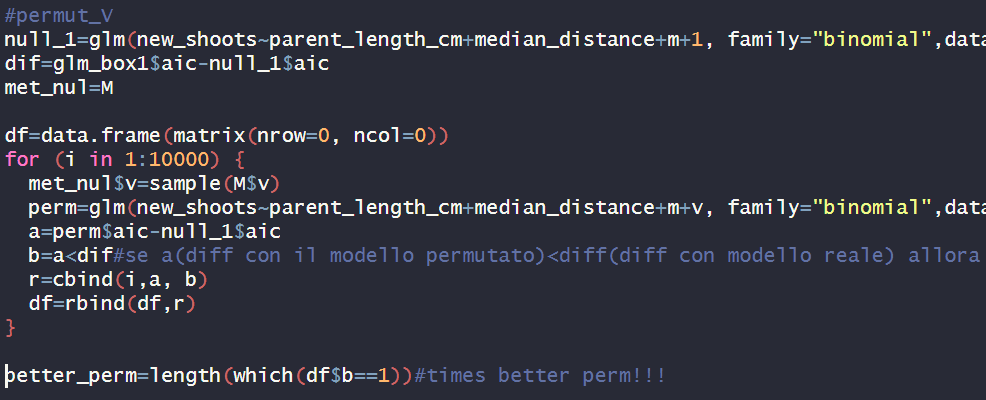 #permut_V
null_1=glm(new_shoots~parent_length_cm+median_distance+m+1, family="binomial",data
dif=glm_box1$aic-null_1$aic
met_nul=M
df=data.frame(matrix(nrow=0, ncol=0))
for (i in 1:10000) {
met_nul$v=sample(M$v)
perm=glm(new_shoots~parent_length_cm+median_distance+m+v, family="binomial",data
a=perm$aic-null_1$aic
b=a<dif#se a(diff con il modello permutato)<diff(diff con modello reale) allora
r=cbind(i,a, b)
df=rbind(df,r)
}
better_perm=length(which(df$b==1))#times better perm!!!